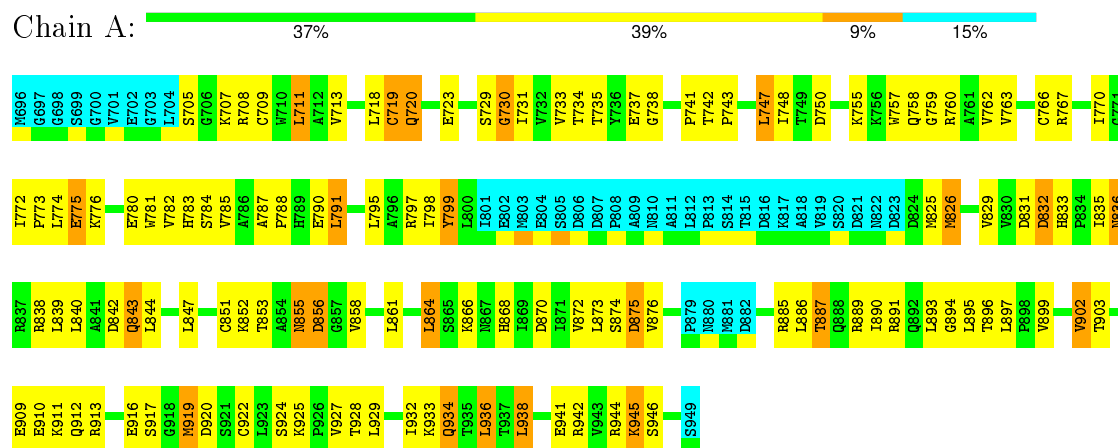 Chain A:
37% 39% 9% 15%
M696 G697 G698 S699 G700 V701 E702 G703 L704 S705 G706 K707 R708 C709 W710 L711 A712 V713 L718 C719 Q720 E723 S729 G730 I731 V732 V733 T734 T735 Y736 E737 G738 P741 T742 P743 L747 I748 T749 D750 K755 K756 W757 Q758 G759 R760 A761 V762 V763 C766 R767 I770 C771
I772 P773 L774 E775 K776 E780 W781 V782 H783 S784 V785 A786 A787 P788 H789 E790 L791 L795 A796 R797 I798 Y799 L800 I801 E802 M803 E804 S805 D806 D807 P808 A809 N810 A811 L812 P813 S814 T815 D816 K817 A818 V819 S820 D821 N822 D823 D824 M825 M826 V829 V830 D831 D832 H833 P834 I835 M836
R837 R838 I839 L840 A841 D842 Q843 L844 L847 C851 K852 T853 A854 N855 D856 G857 V858 L861 L864 S865 K866 N867 H868 I869 D870 I871 V872 L873 S874 D875 V876 P879 N880 M881 D882 R885 L886 T887 Q888 R889 I890 R891 Q892 L893 G894 L895 T896 L897 P898 V899 V902 T903
E909 E910 K911 Q912 R913 E916 S917 G918 M919 D920 S921 C922 L923 S924 K925 P926 V927 T928 L929 I932 K933 Q934 T935 L936 T937 L938 E941 R942 V943 R944 K945 S946 S949